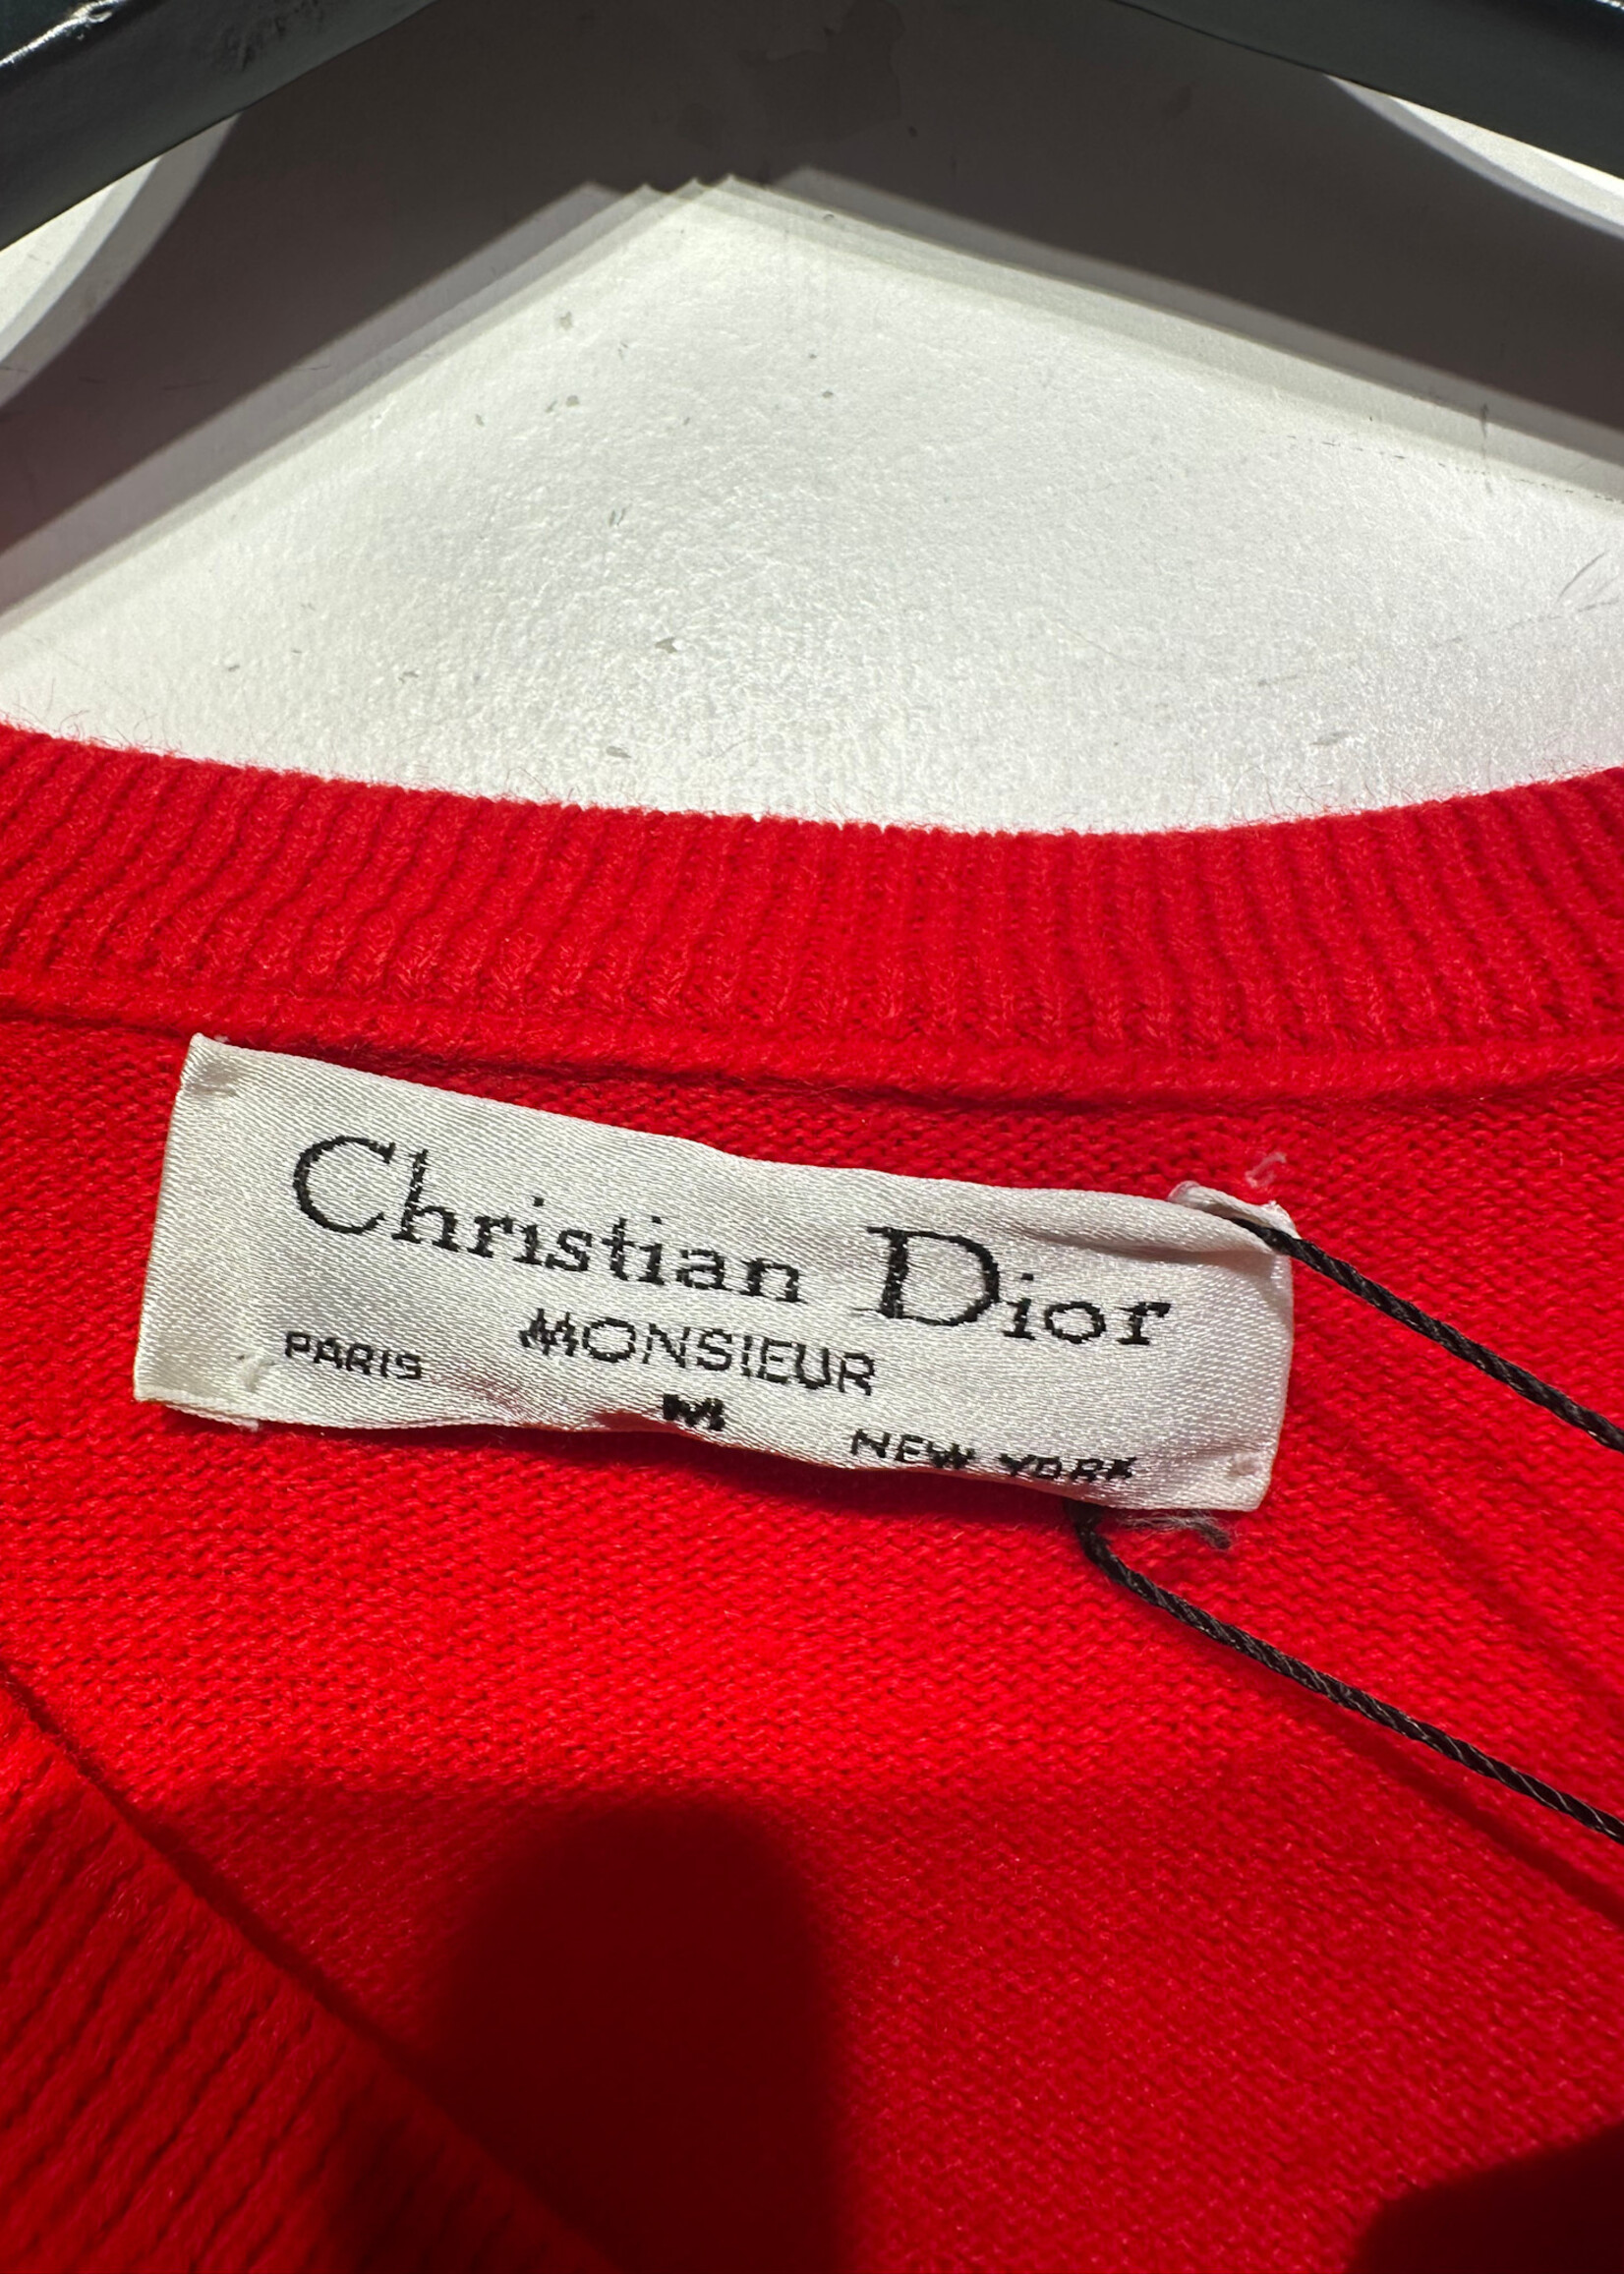 Christian Dior
MONSIEUR
PARIS
M
NEW YORK